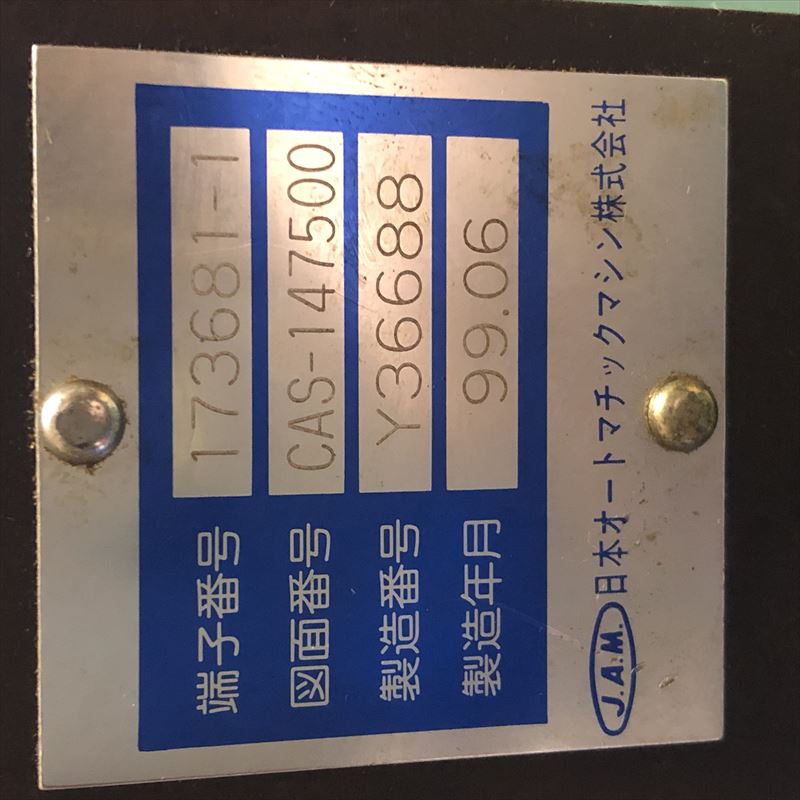 端子番号 173681-1
図面番号 CAS-147500
製造番号 Y36688
製造年月 99.06
J.A.M. 日本オートマチックマシン株式会社